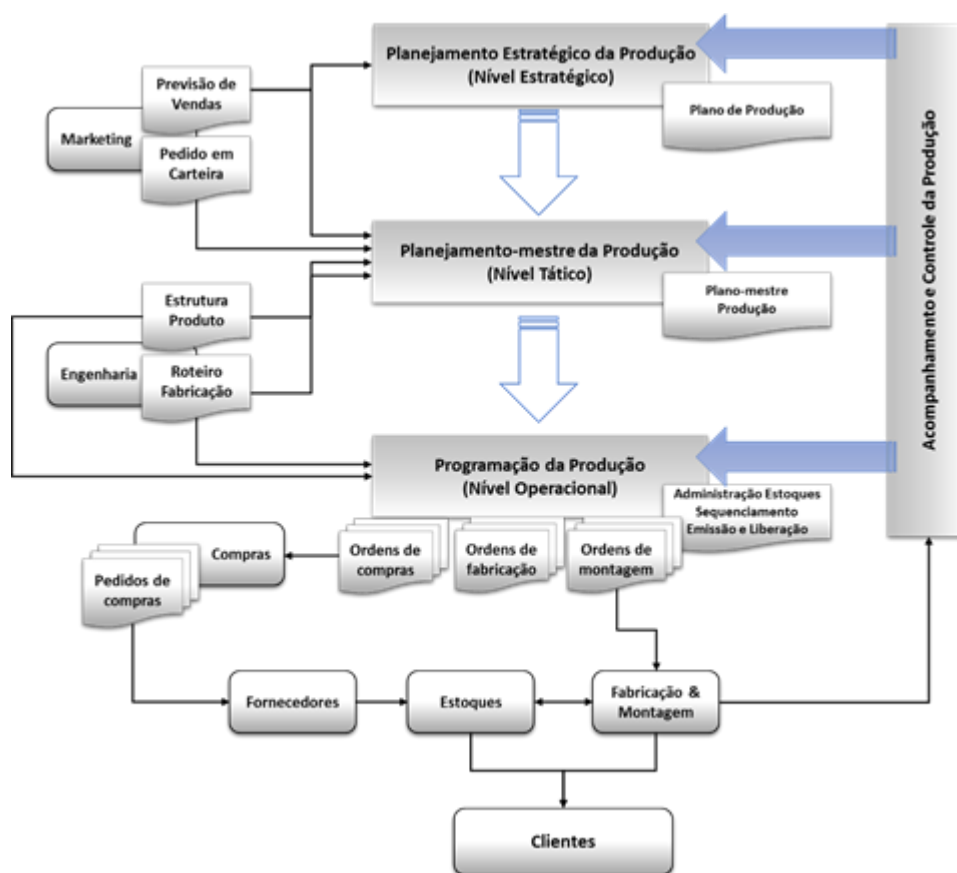 Planejamento Estratégico da Produção
(Nível Estratégico)
Plano de Produção
Previsão de
Vendas
Marketing
Pedido em
Carteira
Planejamento-mestre da Produção
(Nível Tático)
Plano-mestre
Produção
Estrutura
Produto
Engenharia
Roteiro
Fabricação
Acompanhamento e Controle da Produção
Programação da Produção
(Nível Operacional)
Administração Estoques
Sequenciamento
Emissão e Liberação
Compras
Pedidos de
compras
Ordens de
compras
Ordens de
fabricação
Ordens de
montagem
Fornecedores
Estoques
Fabricação &
Montagem
Clientes